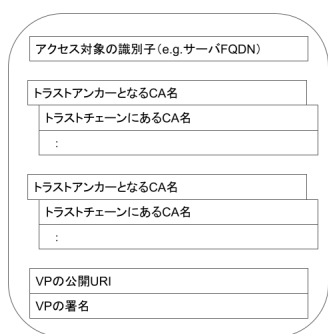 アクセス対象の識別子(e.g.サーバFQDN)
トラストアンカーとなるCA名
トラストチェーンにあるCA名
:
トラストアンカーとなるCA名
トラストチェーンにあるCA名
:
VPの公開URI
VPの署名